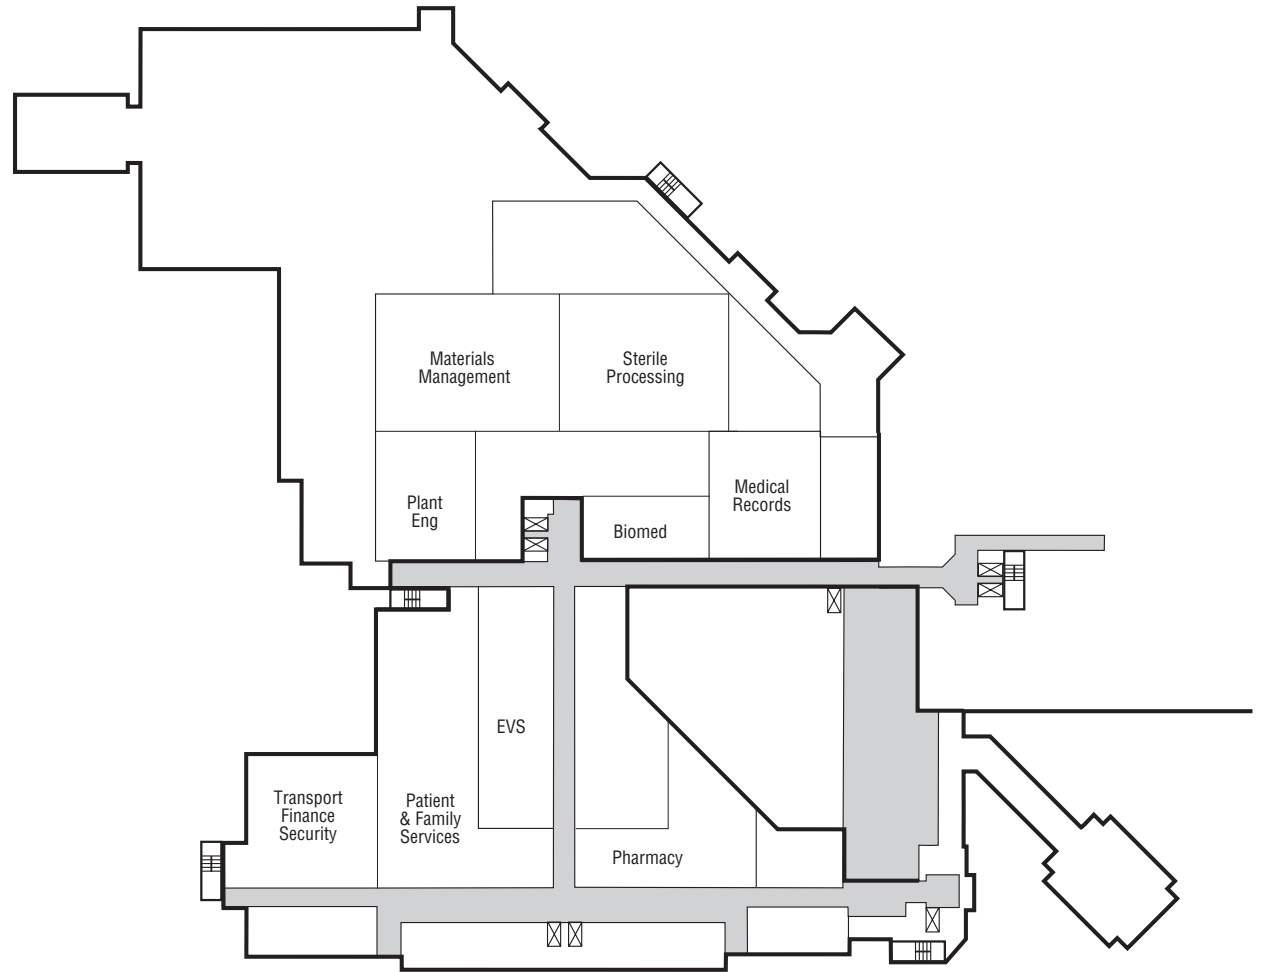 Materials
Management
Sterile
Processing
Plant
Eng
Biomed
Medical
Records
EVS
Transport
Finance
Security
Patient
& Family
Services
Pharmacy